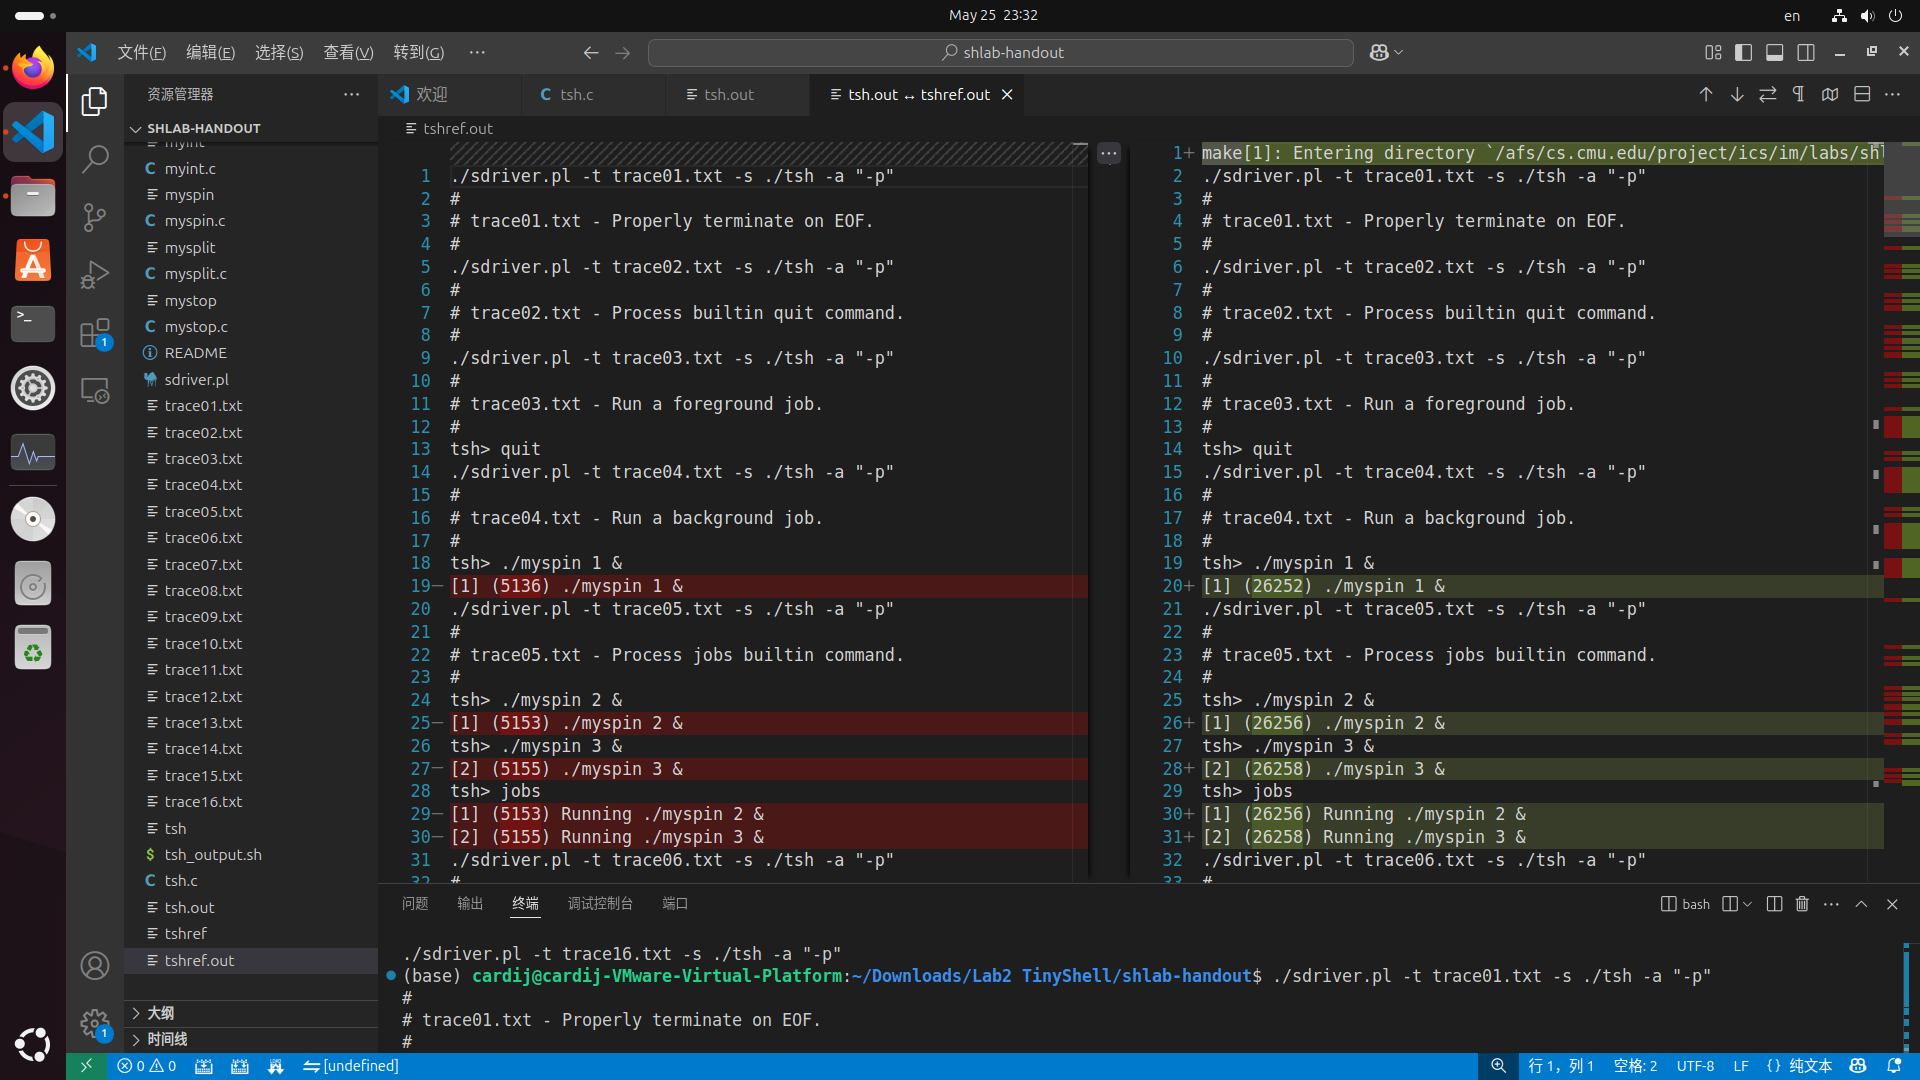 May 25 23:32
en
文件(F) 编辑(E) 选择(S) 查看(V) 转到(G) ···
shlab-handout
资源管理器
欢迎
tsh.c
tsh.out
tsh.out ↔ tshref.out
SHLAB-HANDOUT
myint
myint.c
myspin
myspin.c
mysplit
mysplit.c
mystop
mystop.c
README
sdriver.pl
trace01.txt
trace02.txt
trace03.txt
trace04.txt
trace05.txt
trace06.txt
trace07.txt
trace08.txt
trace09.txt
trace10.txt
trace11.txt
trace12.txt
trace13.txt
trace14.txt
trace15.txt
trace16.txt
tsh
tsh_output.sh
tsh.c
tsh.out
tshref
tshref.out
大纲
时间线
1
1
tshref.out
1 ./sdriver.pl -t trace01.txt -s ./tsh -a "-p"
2 #
3 # trace01.txt - Properly terminate on EOF.
4 #
5 ./sdriver.pl -t trace02.txt -s ./tsh -a "-p"
6 #
7 # trace02.txt - Process builtin quit command.
8 #
9 ./sdriver.pl -t trace03.txt -s ./tsh -a "-p"
10 #
11 # trace03.txt - Run a foreground job.
12 #
13 tsh> quit
14 ./sdriver.pl -t trace04.txt -s ./tsh -a "-p"
15 #
16 # trace04.txt - Run a background job.
17 #
18 tsh> ./myspin 1 &
19− [1] (5136) ./myspin 1 &
20 ./sdriver.pl -t trace05.txt -s ./tsh -a "-p"
21 #
22 # trace05.txt - Process jobs builtin command.
23 #
24 tsh> ./myspin 2 &
25− [1] (5153) ./myspin 2 &
26 tsh> ./myspin 3 &
27− [2] (5155) ./myspin 3 &
28 tsh> jobs
29− [1] (5153) Running ./myspin 2 &
30− [2] (5155) Running ./myspin 3 &
31 ./sdriver.pl -t trace06.txt -s ./tsh -a "-p"
32 #
1+ make[1]: Entering directory `/afs/cs.cmu.edu/project/ics/im/labs/shl
2 ./sdriver.pl -t trace01.txt -s ./tsh -a "-p"
3 #
4 # trace01.txt - Properly terminate on EOF.
5 #
6 ./sdriver.pl -t trace02.txt -s ./tsh -a "-p"
7 #
8 # trace02.txt - Process builtin quit command.
9 #
10 ./sdriver.pl -t trace03.txt -s ./tsh -a "-p"
11 #
12 # trace03.txt - Run a foreground job.
13 #
14 tsh> quit
15 ./sdriver.pl -t trace04.txt -s ./tsh -a "-p"
16 #
17 # trace04.txt - Run a background job.
18 #
19 tsh> ./myspin 1 &
20+ [1] (26252) ./myspin 1 &
21 ./sdriver.pl -t trace05.txt -s ./tsh -a "-p"
22 #
23 # trace05.txt - Process jobs builtin command.
24 #
25 tsh> ./myspin 2 &
26+ [1] (26256) ./myspin 2 &
27 tsh> ./myspin 3 &
28+ [2] (26258) ./myspin 3 &
29 tsh> jobs
30+ [1] (26256) Running ./myspin 2 &
31+ [2] (26258) Running ./myspin 3 &
32 ./sdriver.pl -t trace06.txt -s ./tsh -a "-p"
33 #
问题 输出 终端 调试控制台 端口
bash
./sdriver.pl -t trace16.txt -s ./tsh -a "-p"
(base) cardij@cardij-VMware-Virtual-Platform:~/Downloads/Lab2 TinyShell/shlab-handout$ ./sdriver.pl -t trace01.txt -s ./tsh -a "-p"
#
# trace01.txt - Properly terminate on EOF.
#
0 0 [undefined]
行 1，列 1 空格: 2 UTF-8 LF {} 纯文本